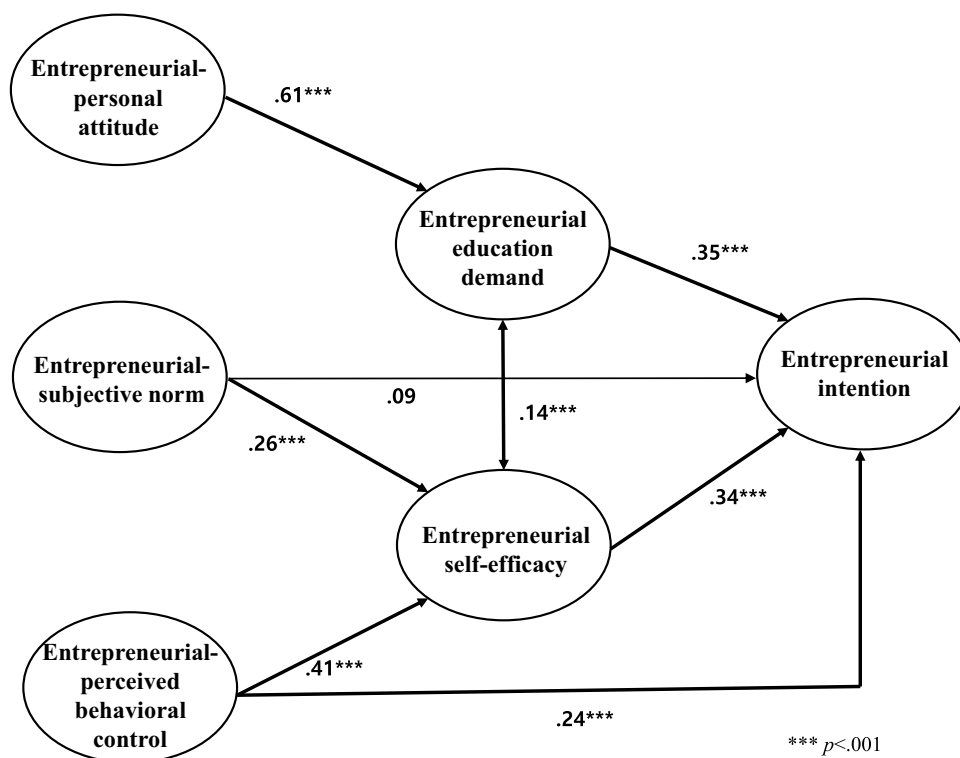 Entrepreneurial-
personal
attitude
.61***
Entrepreneurial
education
demand
.35***
Entrepreneurial-
subjective norm
Entrepreneurial
intention
.09
.14***
.26***
.34***
Entrepreneurial
self-efficacy
Entrepreneurial-
perceived
behavioral
control
.41***
.24***
*** p<.001